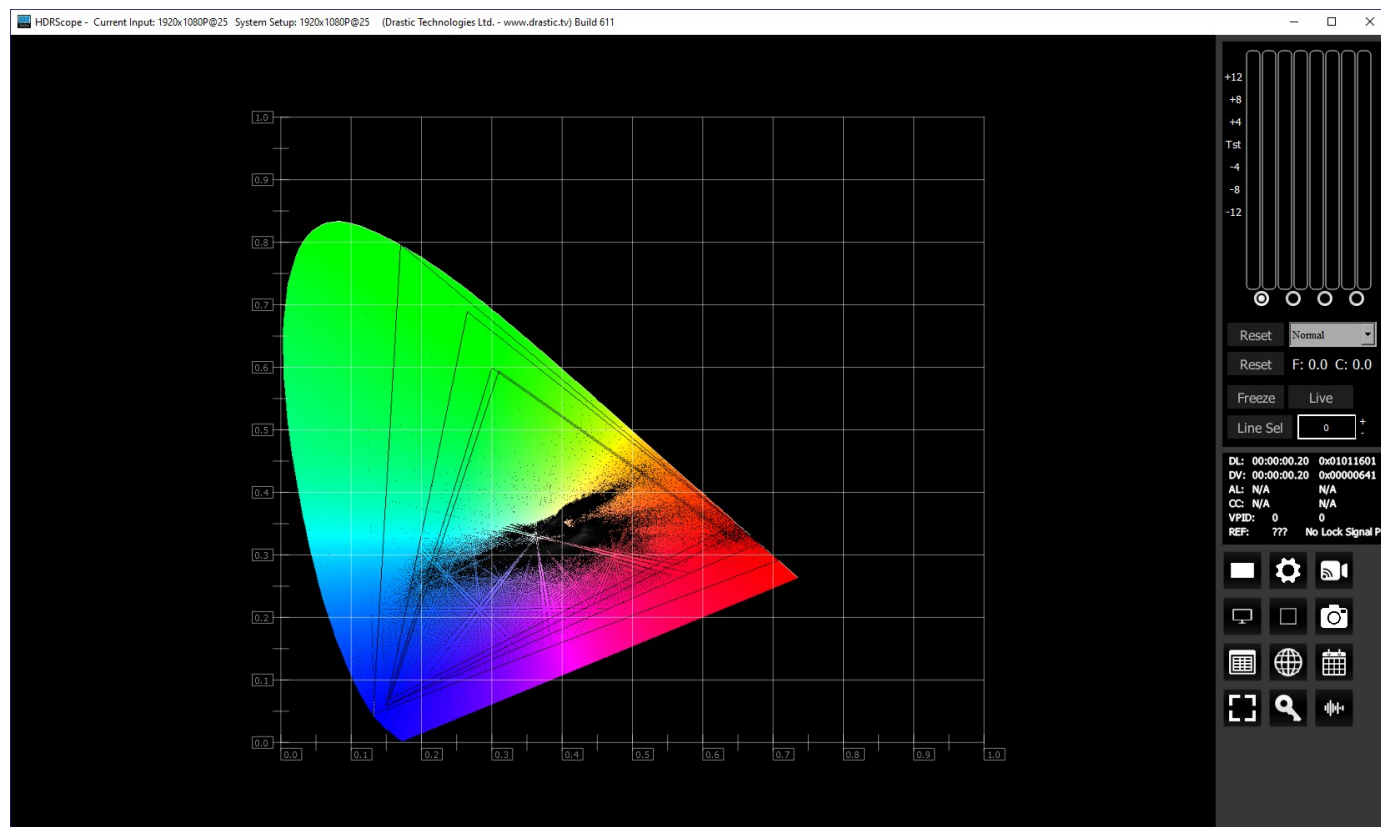 HDRScope - Current Input: 1920x1080P@25 System Setup: 1920x1080P@25 (Drastic Technologies Ltd. - www.drastic.tv) Build 611
+12
+8
+4
Tst
-4
-8
-12
1.0
0.9
0.8
0.7
0.6
0.5
0.4
0.3
0.2
0.1
0.0
0.0 0.1 0.2 0.3 0.4 0.5 0.6 0.7 0.8 0.9 1.0
Reset Normal
Reset F: 0.0 C: 0.0
Freeze Live
Line Sel 0 + -
DL: 00:00:00.20 0x01011601
DV: 00:00:00.20 0x00000641
AL: N/A N/A
CC: N/A N/A
VPID: 0 0
REF: ??? No Lock Signal P